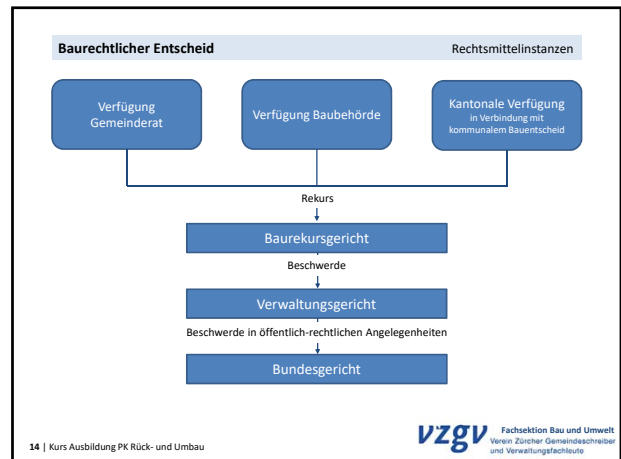 Baurechtlicher Entscheid
Rechtsmittelinstanzen
Verfügung
Gemeinderat
Verfügung Baubehörde
Kantonale Verfügung
in Verbindung mit
kommunalem Bauentscheid
Rekurs
Baurekursgericht
Beschwerde
Verwaltungsgericht
Beschwerde in öffentlich-rechtlichen Angelegenheiten
Bundesgericht
14 | Kurs Ausbildung PK Rück- und Umbau
vzgv
Fachsektion Bau und Umwelt
Verein Zürcher Gemeindeschreiber
und Verwaltungsfachleute